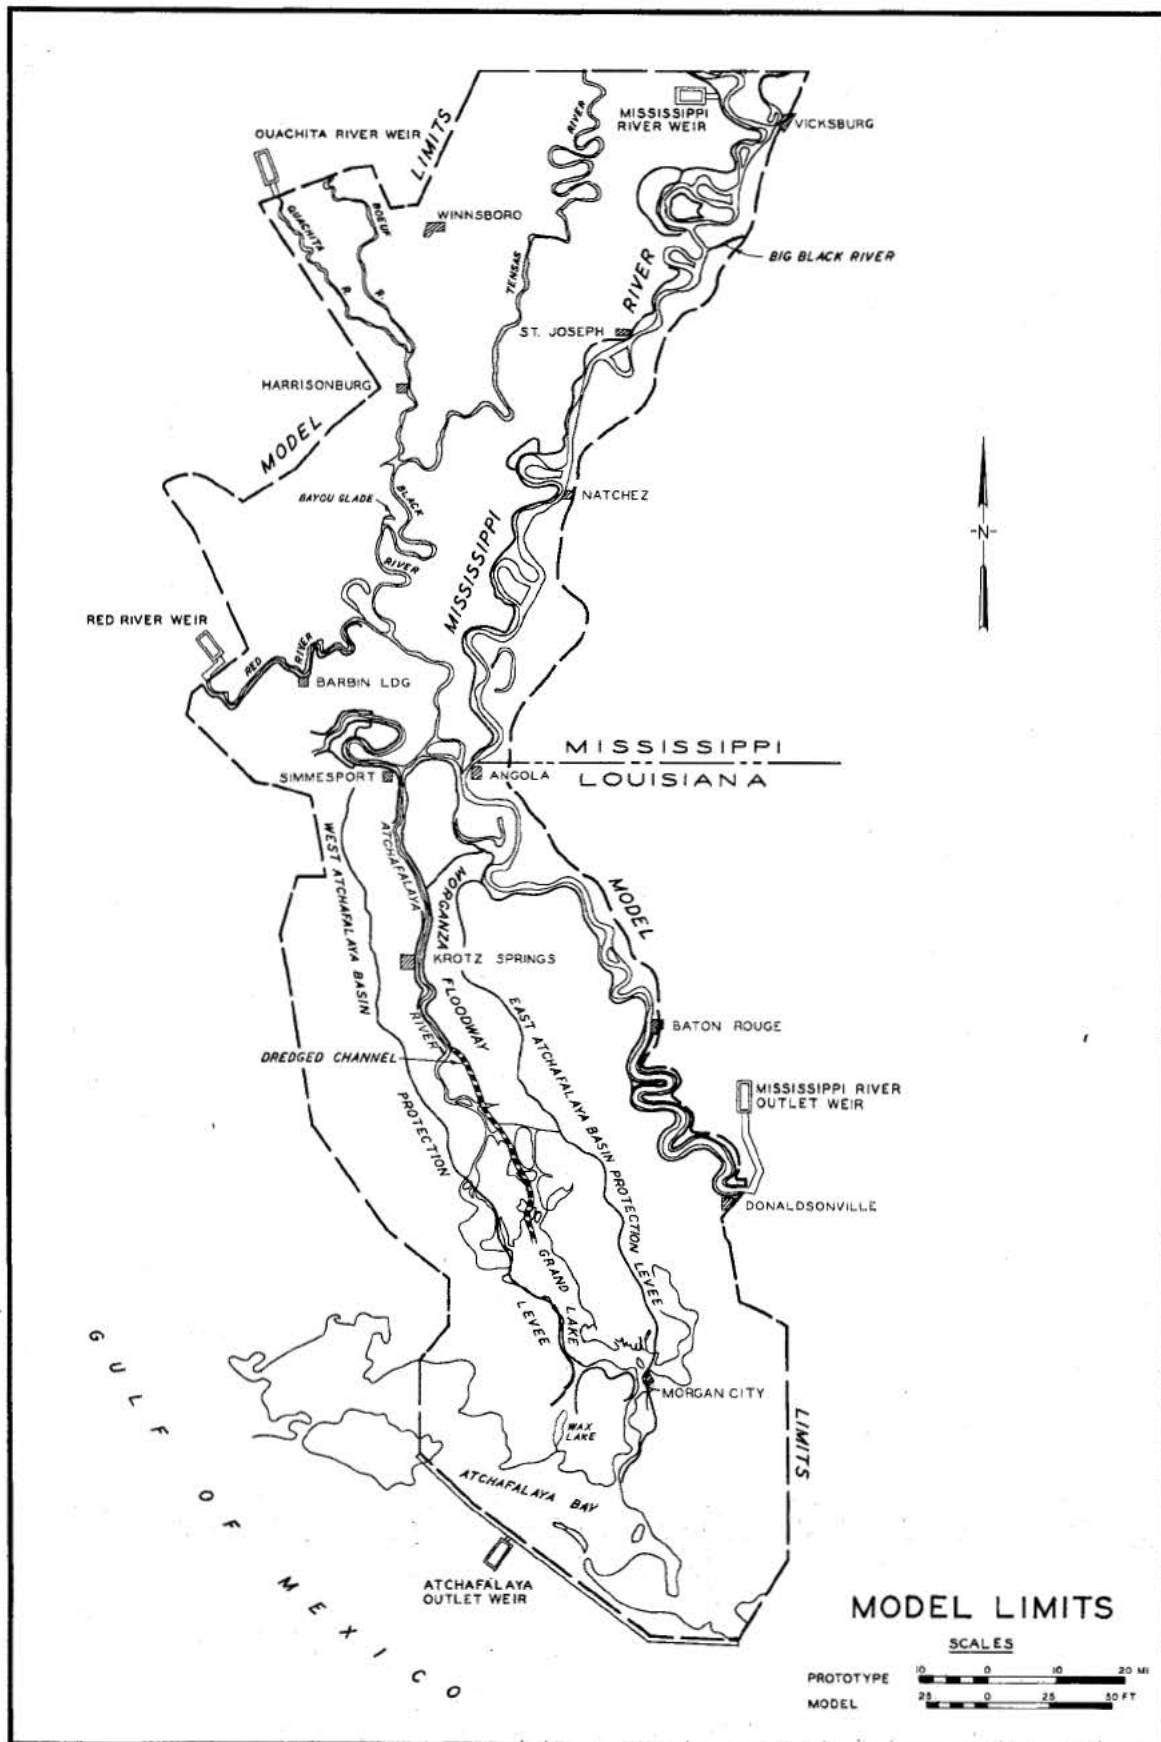 OUACHITA RIVER WEIR
LIMITS
RIVER
MISSISSIPPI
RIVER WEIR
VICKSBURG
OUACHITA
R.
BOEUF
R.
WINNSBORO
TENSAS
RIVER
BIG BLACK RIVER
ST. JOSEPH
HARRISONBURG
MODEL
BAYOU GLADE
BLACK
RIVER
NATCHEZ
MISSISSIPPI
-N-
RED RIVER WEIR
RED
RIVER
BARBIN LDG
MISSISSIPPI
LOUISIANA
SIMMESPORT
ANGOLA
WEST ATCHAFALAYA BASIN
ATCHAFALAYA
MORGANZA
MODEL
KROTZ SPRINGS
FLOODWAY
RIVER
EAST ATCHAFALAYA BASIN PROTECTION LEVEE
BATON ROUGE
DREDGED CHANNEL
PROTECTION
MISSISSIPPI RIVER
OUTLET WEIR
DONALDSONVILLE
GRAND LAKE
LEVEE
GULF OF MEXICO
MORGAN CITY
WAX
LAKE
LIMITS
ATCHAFALAYA BAY
ATCHAFALAYA
OUTLET WEIR
MODEL LIMITS
SCALES
PROTOTYPE 10 0 10 20 MI
MODEL 25 0 25 50 FT